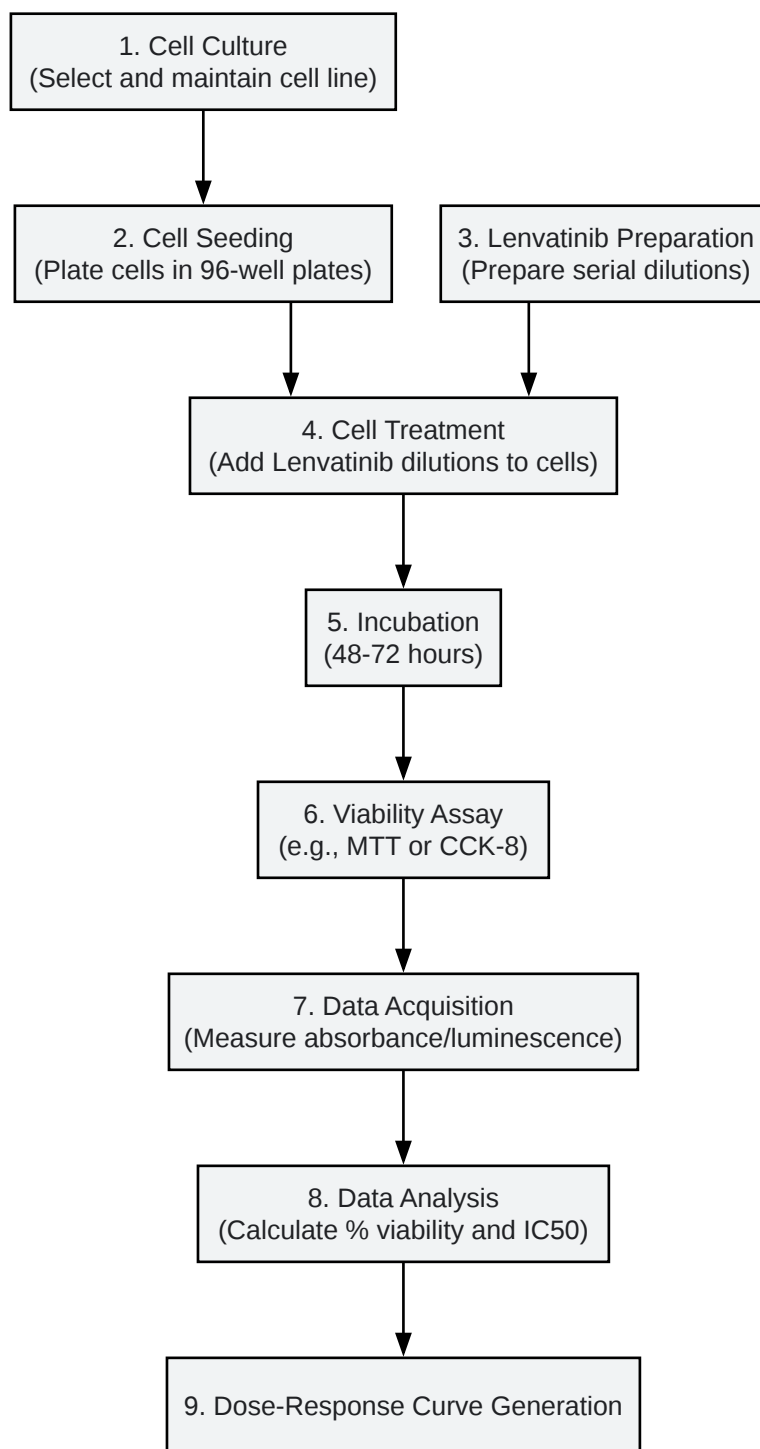 1. Cell Culture
(Select and maintain cell line)
2. Cell Seeding
(Plate cells in 96-well plates)
3. Lenvatinib Preparation
(Prepare serial dilutions)
4. Cell Treatment
(Add Lenvatinib dilutions to cells)
5. Incubation
(48-72 hours)
6. Viability Assay
(e.g., MTT or CCK-8)
7. Data Acquisition
(Measure absorbance/luminescence)
8. Data Analysis
(Calculate % viability and IC50)
9. Dose-Response Curve Generation